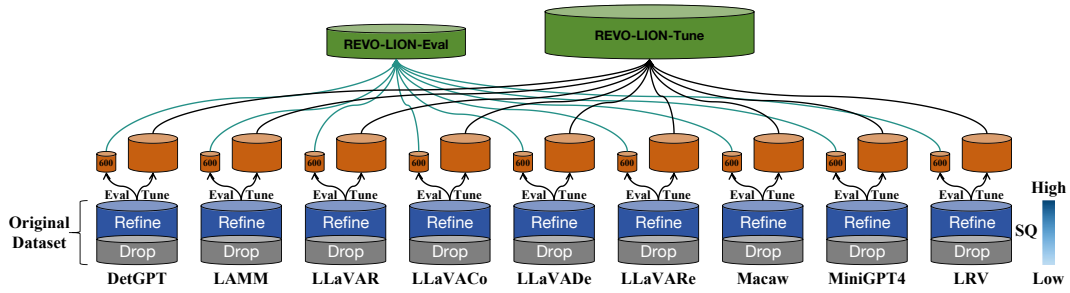 REVO-LION-Eval
REVO-LION-Tune
600 600 600 600 600 600 600 600 600
Eval Tune Eval Tune Eval Tune Eval Tune Eval Tune Eval Tune Eval Tune Eval Tune Eval Tune
High
Original
Dataset
Refine Refine Refine Refine Refine Refine Refine Refine Refine
SQ
Drop Drop Drop Drop Drop Drop Drop Drop Drop
DetGPT LAMM LLaVAR LLaVACo LLaVADe LLaVARe Macaw MiniGPT4 LRV
Low